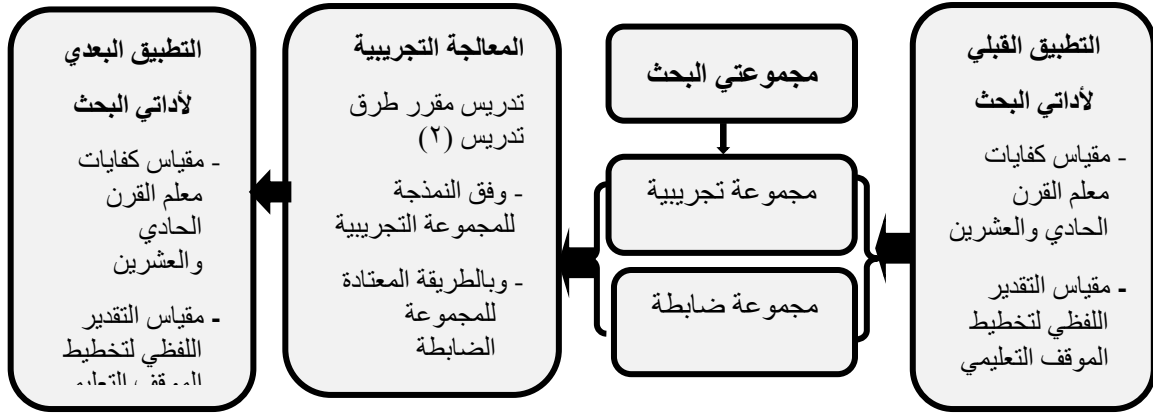 التطبيق القبلي
لأداتي البحث
- مقياس كفايات
معلم القرن
الحادي والعشرين
- مقياس التقدير
اللفظي لتخطيط
الموقف التعليمي
مجموعتي البحث
مجموعة تجريبية
مجموعة ضابطة
المعالجة التجريبية
تدريس مقرر طرق
تدريس (٢)
- وفق النمذجة
للمجموعة التجريبية
- وبالطريقة المعتادة
للمجموعة
الضابطة
التطبيق البعدي
لأداتي البحث
- مقياس كفايات
معلم القرن
الحادي
والعشرين
- مقياس التقدير
اللفظي لتخطيط